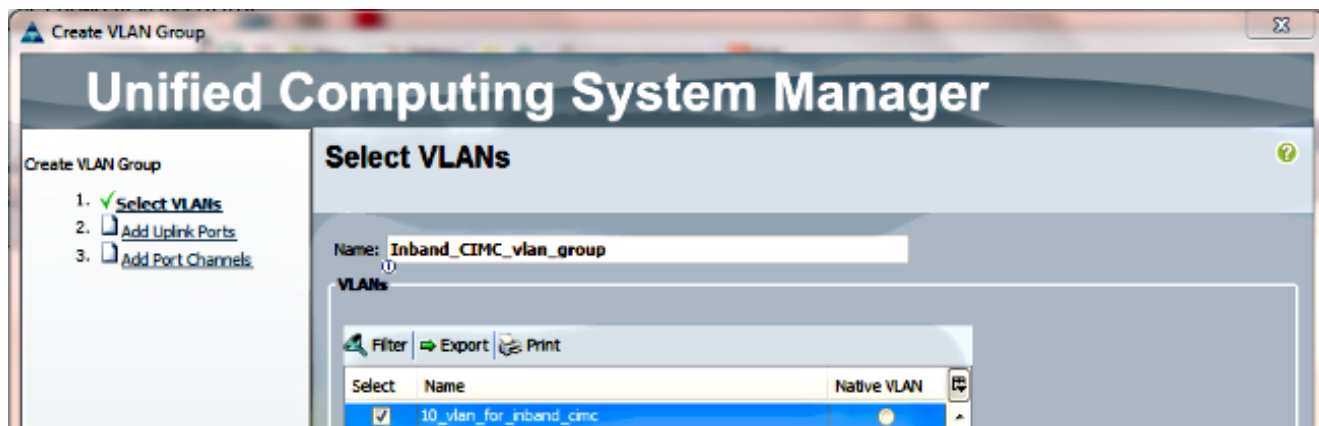 Create VLAN Group
Unified Computing System Manager
Create VLAN Group
1. Select VLANs
2. Add Uplink Ports
3. Add Port Channels
Select VLANs
Name: Inband_CIMC_vlan_group
VLANs
Filter Export Print
Select Name Native VLAN
10_vlan_for_inband_cimc